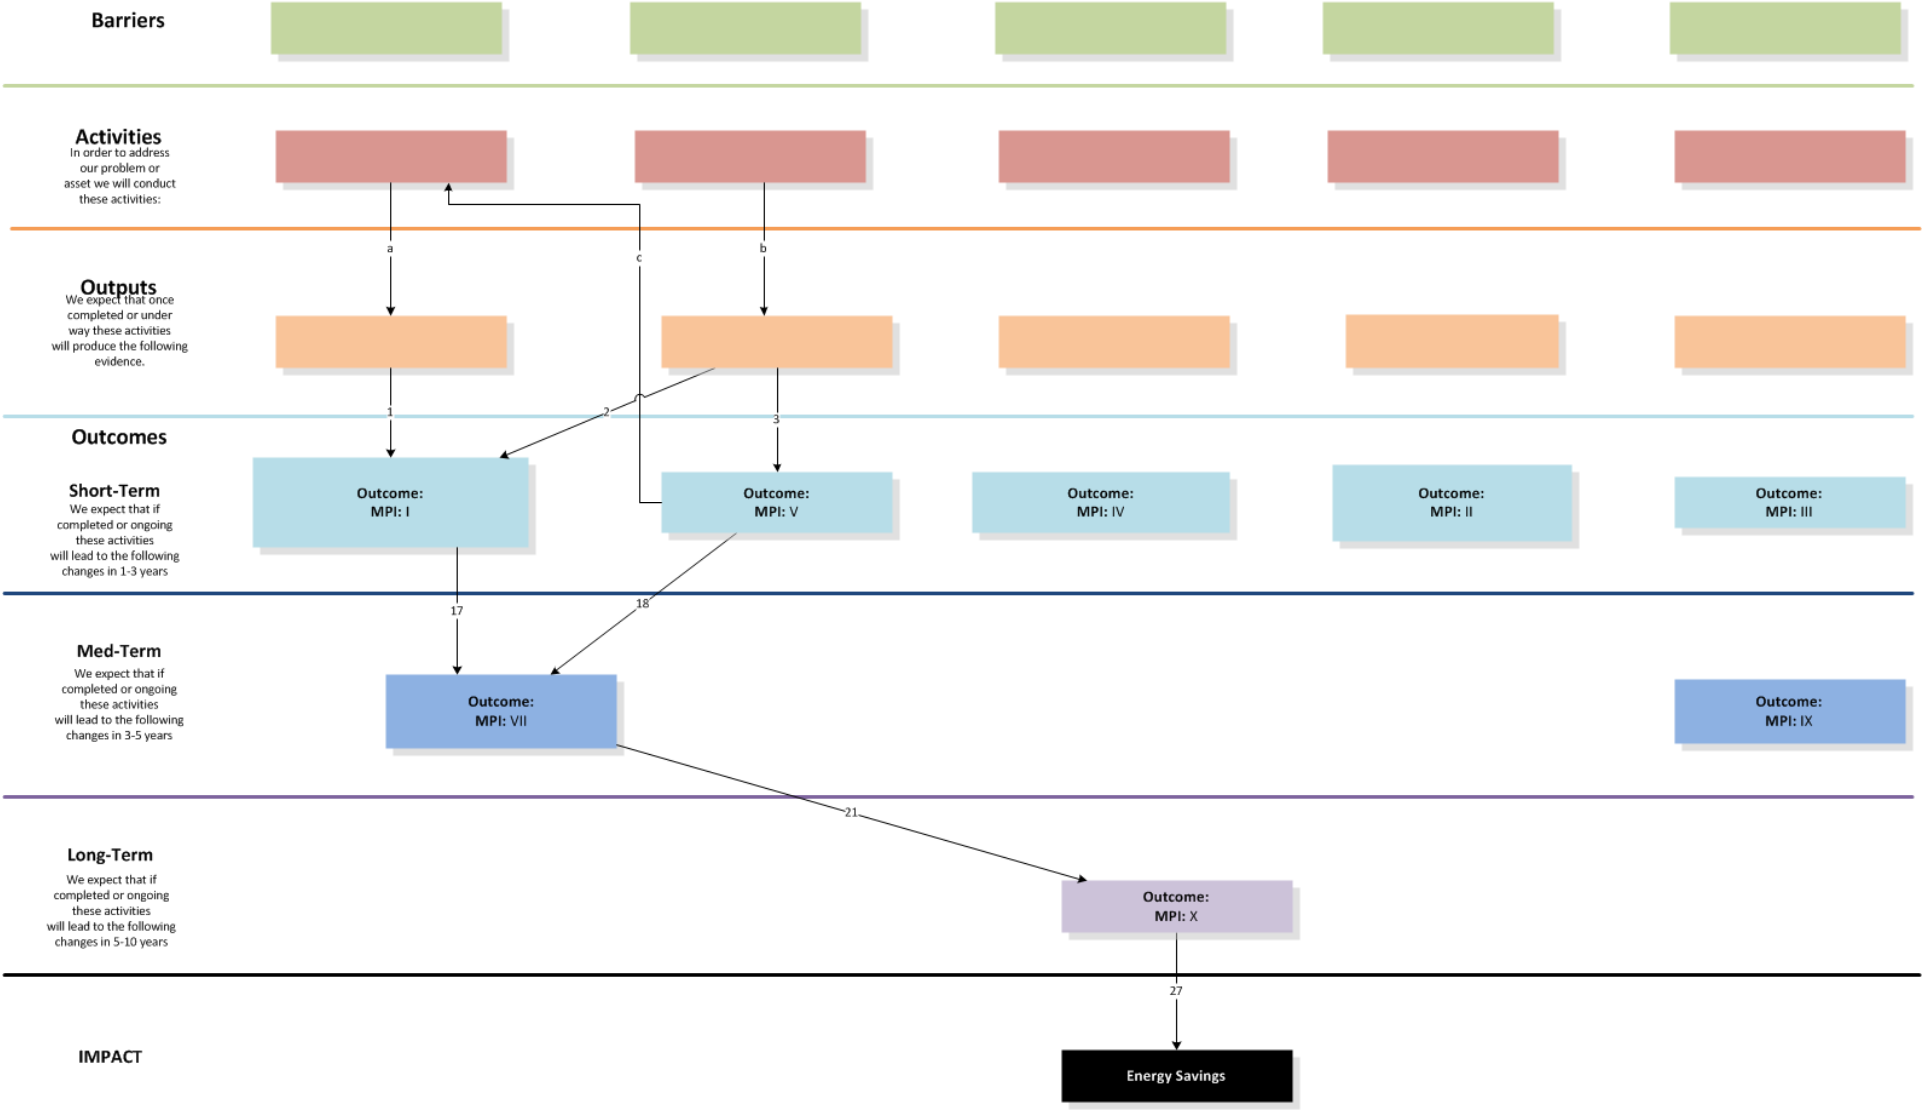 Barriers
Activities
In order to address
our problem or
asset we will conduct
these activities:
a
b
c
Outputs
We expect that once
completed or under
way these activities
will produce the following
evidence.
1
2
3
Outcomes
Short-Term
We expect that if
completed or ongoing
these activities
will lead to the following
changes in 1-3 years
Outcome:
MPI: I
Outcome:
MPI: V
Outcome:
MPI: IV
Outcome:
MPI: II
Outcome:
MPI: III
17
18
Med-Term
We expect that if
completed or ongoing
these activities
will lead to the following
changes in 3-5 years
Outcome:
MPI: VII
Outcome:
MPI: IX
21
Long-Term
We expect that if
completed or ongoing
these activities
will lead to the following
changes in 5-10 years
Outcome:
MPI: X
27
IMPACT
Energy Savings